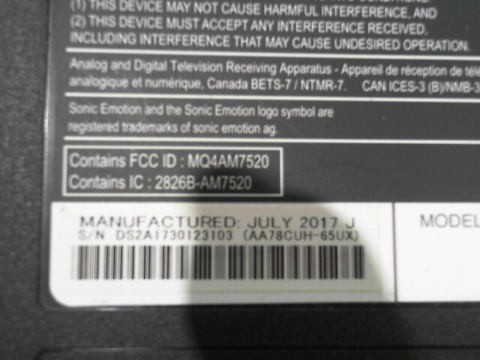 (1) THIS DEVICE MAY NOT CAUSE HARMFUL INTERFERENCE, AND
(2) THIS DEVICE MUST ACCEPT ANY INTERFERENCE RECEIVED,
INCLUDING INTERFERENCE THAT MAY CAUSE UNDESIRED OPERATION.
Analog and Digital Television Receiving Apparatus - Appareil de réception de
analogique et numérique, Canada BETS-7 / NTMR-7. CAN ICES-3 (B)/NMB-3
Sonic Emotion and the Sonic Emotion logo symbol are
registered trademarks of sonic emotion ag.
Contains FCC ID : MQ4AM7520
Contains IC : 2826B-AM7520
MANUFACTURED: JULY 2017 J
S/N DS2A1730123103 (AA78CUH-65UX)
MODEL